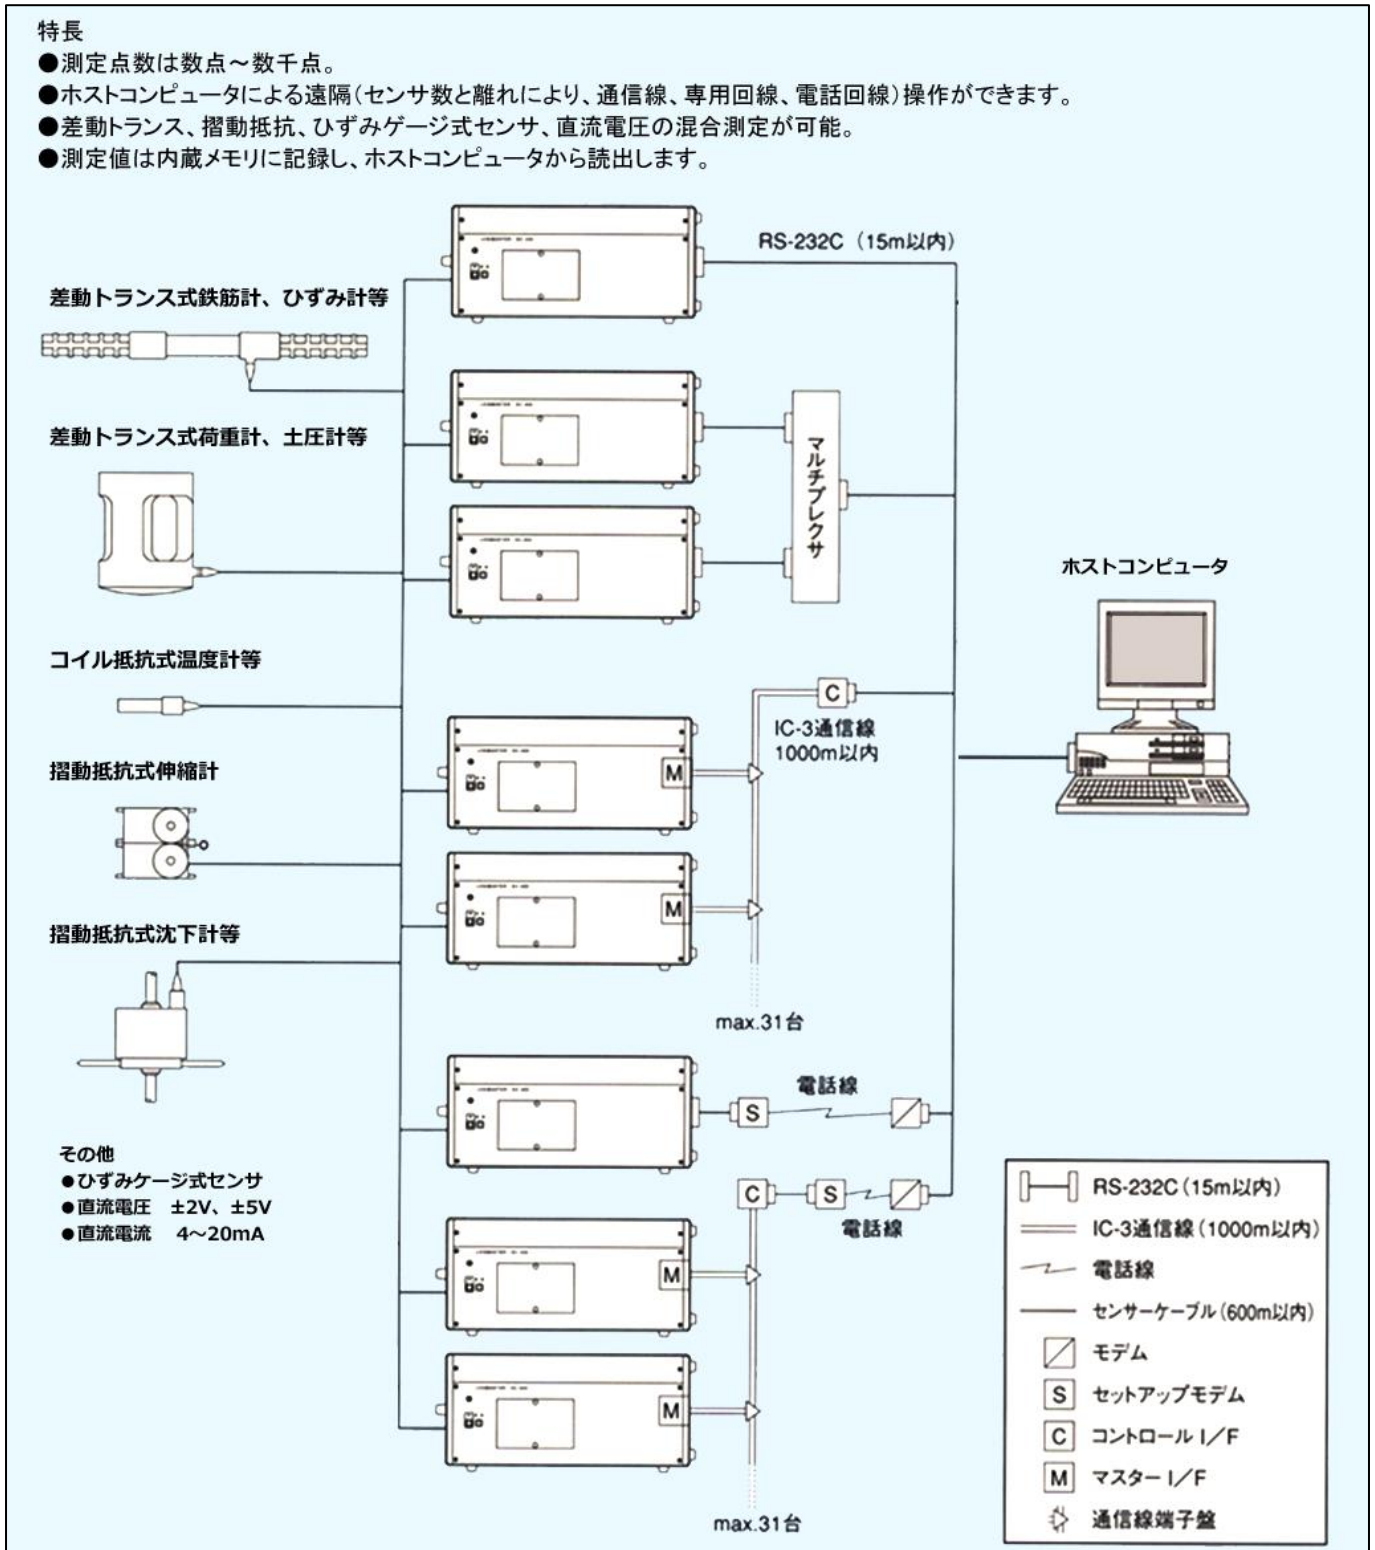 特長
●測定点数は数点～数千点。
●ホストコンピュータによる遠隔(センサ数と離れにより、通信線、専用回線、電話回線)操作ができます。
●差動トランス、摺動抵抗、ひずみゲージ式センサ、直流電圧の混合測定が可能。
●測定値は内蔵メモリに記録し、ホストコンピュータから読出します。
RS-232C (15m以内)
差動トランス式鉄筋計、ひずみ計等
差動トランス式荷重計、土圧計等
マルチプレクサ
ホストコンピュータ
コイル抵抗式温度計等
C
IC-3通信線
1000m以内
摺動抵抗式伸縮計
M
M
摺動抵抗式沈下計等
max.31台
電話線
S
その他
●ひずみケージ式センサ
●直流電圧 ±2V、±5V
●直流電流 4～20mA
C
S
電話線
M
M
max.31台
RS-232C(15m以内)
IC-3通信線(1000m以内)
電話線
センサーケーブル(600m以内)
モデム
S セットアップモデム
C コントロール I／F
M マスター I／F
通信線端子盤